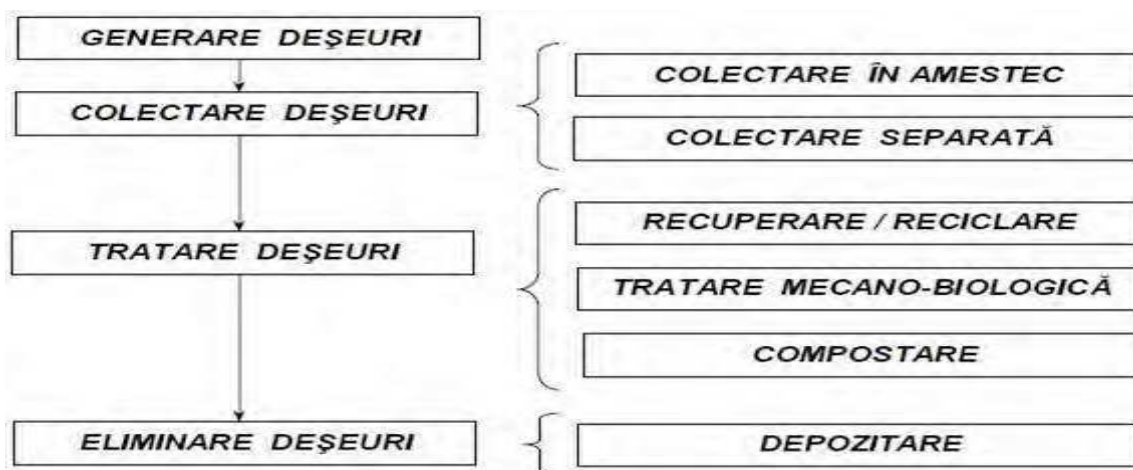 GENERARE DEŞEURI
COLECTARE DEŞEURI
COLECTARE ÎN AMESTEC
COLECTARE SEPARATĂ
TRATARE DEŞEURI
RECUPERARE / RECICLARE
TRATARE MECANO-BIOLOGICĂ
COMPOSTARE
ELIMINARE DEŞEURI
DEPOZITARE